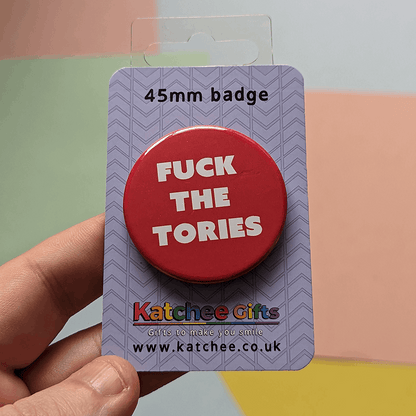 45mm badge
FUCK
THE
TORIES
Katchee Gifts
Gifts to make you smile
www.katchee.co.uk